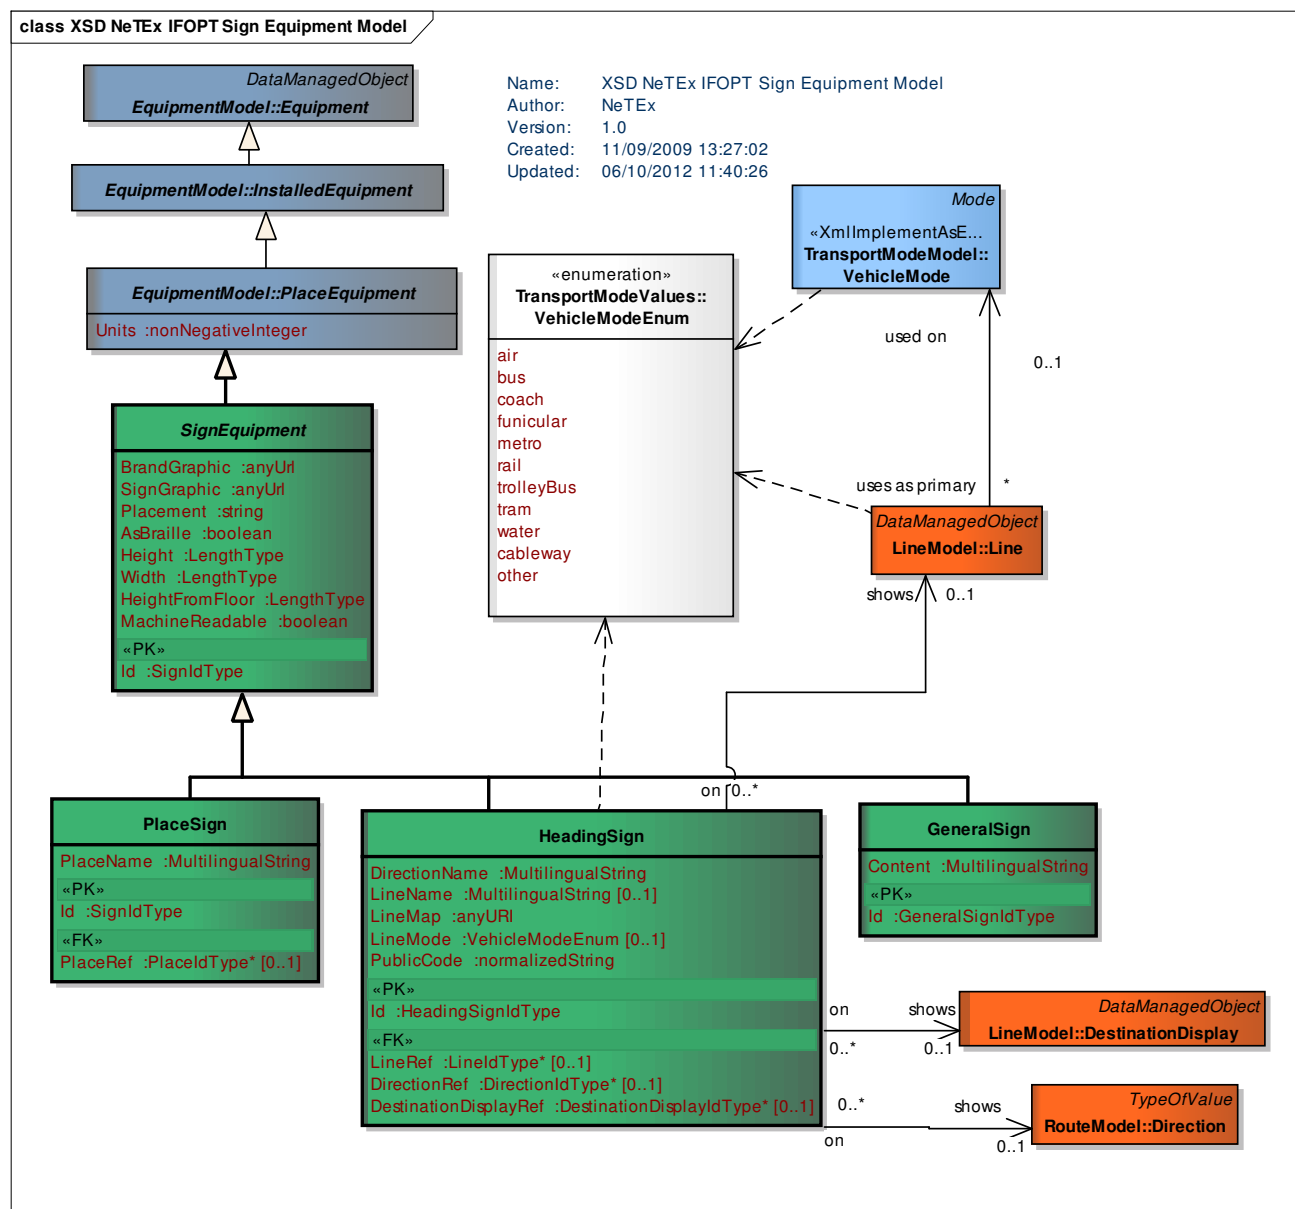 class XSD NeTEx IFOPT Sign Equipment Model
DataManagedObject
EquipmentModel::Equipment
Name: XSD NeTEx IFOPT Sign Equipment Model
Author: NeTEx
Version: 1.0
Created: 11/09/2009 13:27:02
Updated: 06/10/2012 11:40:26
EquipmentModel::InstalledEquipment
EquipmentModel::PlaceEquipment
Units :nonNegativeInteger
Mode
«XmlImplementAsE...
TransportModeModel::
VehicleMode
«enumeration»
TransportModeValues::
VehicleModeEnum
air
bus
coach
funicular
metro
rail
trolleyBus
tram
water
cableway
other
used on
0..1
uses as primary
*
DataManagedObject
LineModel::Line
shows
0..1
SignEquipment
BrandGraphic :anyUrl
SignGraphic :anyUrl
Placement :string
AsBraille :boolean
Height :LengthType
Width :LengthType
HeightFromFloor :LengthType
MachineReadable :boolean
«PK»
Id :SignIdType
on 0..*
PlaceSign
PlaceName :MultilingualString
«PK»
Id :SignIdType
«FK»
PlaceRef :PlaceIdType* [0..1]
HeadingSign
DirectionName :MultilingualString
LineName :MultilingualString [0..1]
LineMap :anyURI
LineMode :VehicleModeEnum [0..1]
PublicCode :normalizedString
«PK»
Id :HeadingSignIdType
«FK»
LineRef :LineIdType* [0..1]
DirectionRef :DirectionIdType* [0..1]
DestinationDisplayRef :DestinationDisplayIdType* [0..1]
GeneralSign
Content :MultilingualString
«PK»
Id :GeneralSignIdType
on
shows
0..*
0..1
DataManagedObject
LineModel::DestinationDisplay
0..*
shows
on
0..1
TypeOfValue
RouteModel::Direction